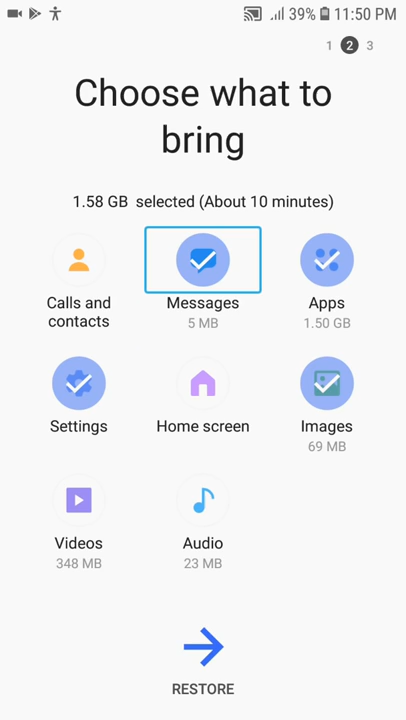 39% 11:50 PM
1 2 3
Choose what to
bring
1.58 GB selected (About 10 minutes)
Calls and
contacts
Messages
5 MB
Apps
1.50 GB
Settings
Home screen
Images
69 MB
Videos
348 MB
Audio
23 MB
RESTORE